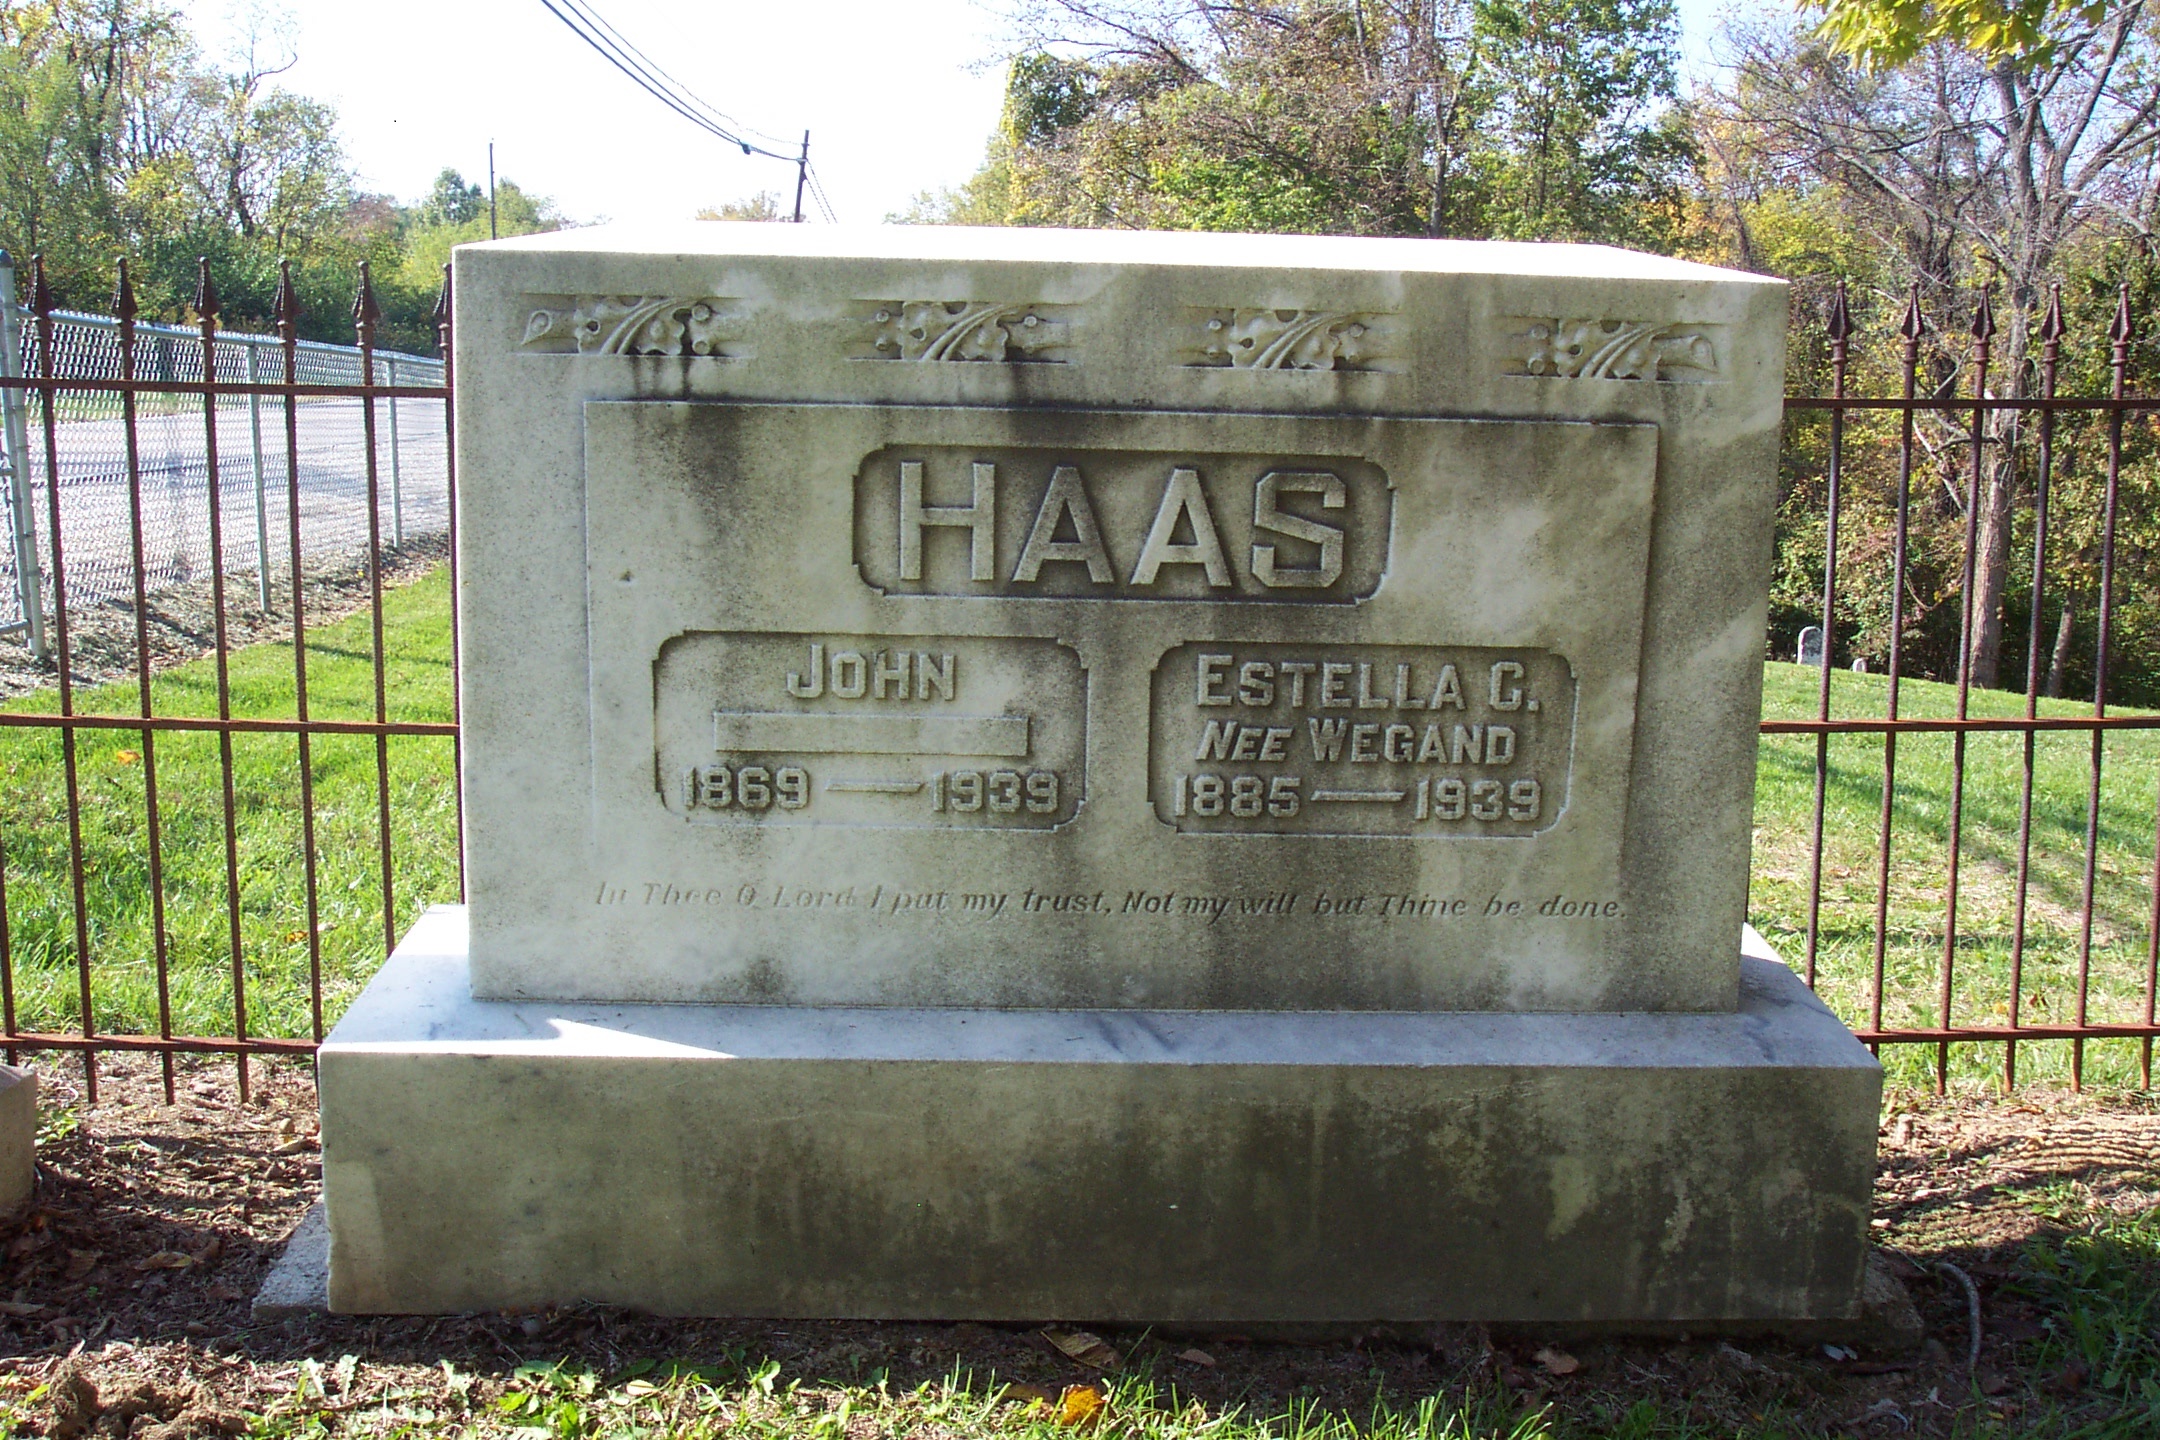 HAAS
JOHN
1869 — 1939
ESTELLA C.
NEE WEGAND
1885 — 1939
In Thee O Lord I put my trust, Not my will but Thine be done.